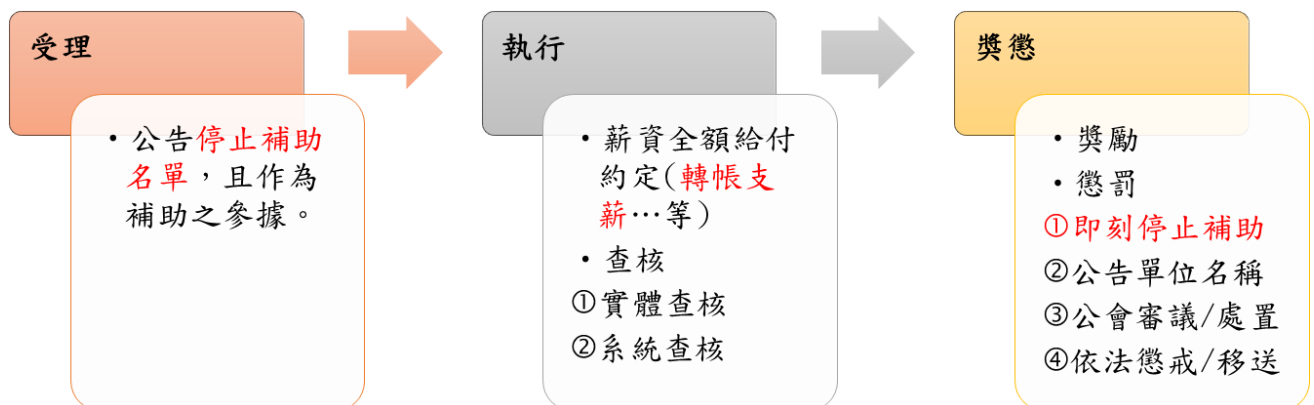 受理
・公告停止補助
名單，且作為
補助之參據。
執行
・薪資全額給付
約定(轉帳支
薪…等)
・查核
①實體查核
②系統查核
獎懲
・獎勵
・懲罰
①即刻停止補助
②公告單位名稱
③公會審議/處置
④依法懲戒/移送